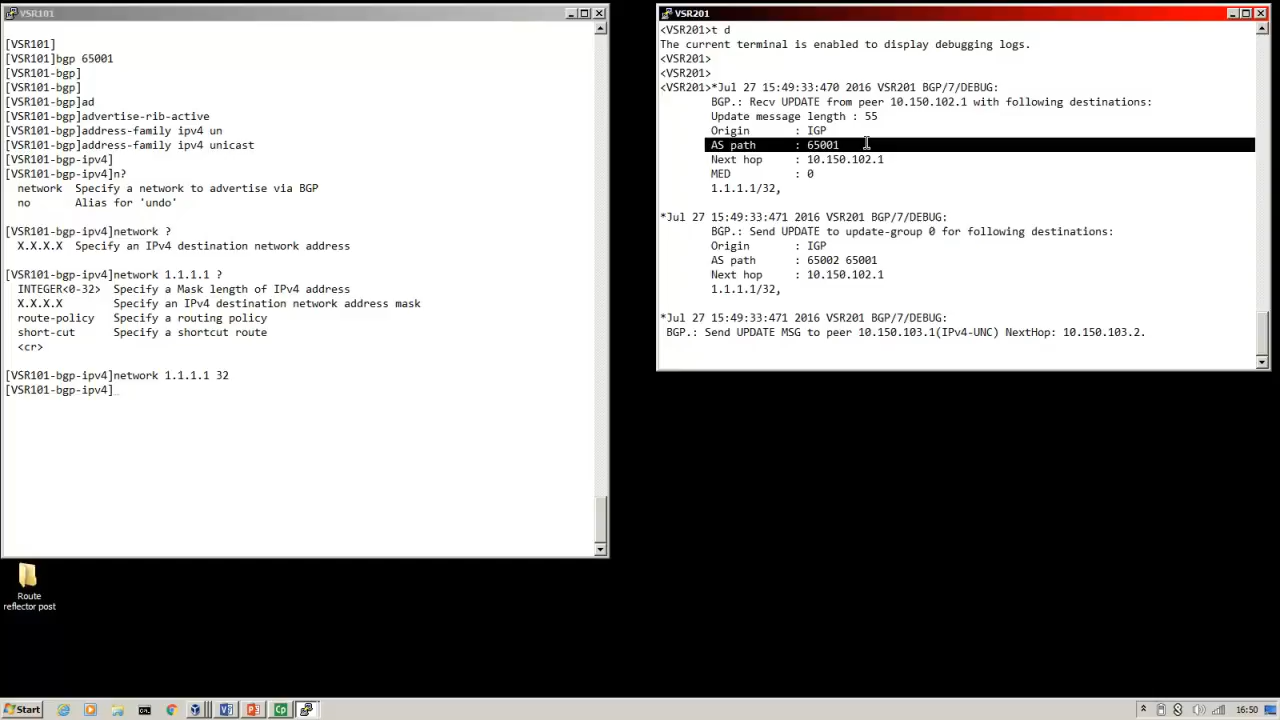 VSR101
[VSR101]
[VSR101]bgp 65001
[VSR101-bgp]
[VSR101-bgp]
[VSR101-bgp]ad
[VSR101-bgp]advertise-rib-active
[VSR101-bgp]address-family ipv4 un
[VSR101-bgp]address-family ipv4 unicast
[VSR101-bgp-ipv4]
[VSR101-bgp-ipv4]n?
network  Specify a network to advertise via BGP
no       Alias for 'undo'
[VSR101-bgp-ipv4]network ?
X.X.X.X  Specify an IPv4 destination network address
[VSR101-bgp-ipv4]network 1.1.1.1 ?
INTEGER<0-32>  Specify a Mask length of IPv4 address
X.X.X.X        Specify an IPv4 destination network address mask
route-policy   Specify a routing policy
short-cut      Specify a shortcut route
<cr>
[VSR101-bgp-ipv4]network 1.1.1.1 32
[VSR101-bgp-ipv4]
VSR201
<VSR201>t d
The current terminal is enabled to display debugging logs.
<VSR201>
<VSR201>
<VSR201>*Jul 27 15:49:33:470 2016 VSR201 BGP/7/DEBUG:
BGP.: Recv UPDATE from peer 10.150.102.1 with following destinations:
Update message length : 55
Origin       : IGP
AS path      : 65001
Next hop     : 10.150.102.1
MED          : 0
1.1.1.1/32,
*Jul 27 15:49:33:471 2016 VSR201 BGP/7/DEBUG:
BGP.: Send UPDATE to update-group 0 for following destinations:
Origin       : IGP
AS path      : 65002 65001
Next hop     : 10.150.102.1
1.1.1.1/32,
*Jul 27 15:49:33:471 2016 VSR201 BGP/7/DEBUG:
BGP.: Send UPDATE MSG to peer 10.150.103.1(IPv4-UNC) NextHop: 10.150.103.2.
Route
reflector post
Start
16:50